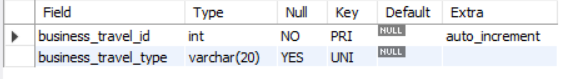 Field Type Null Key Default Extra
business_travel_id int NO PRI NULL auto_increment
business_travel_type varchar(20) YES UNI NULL